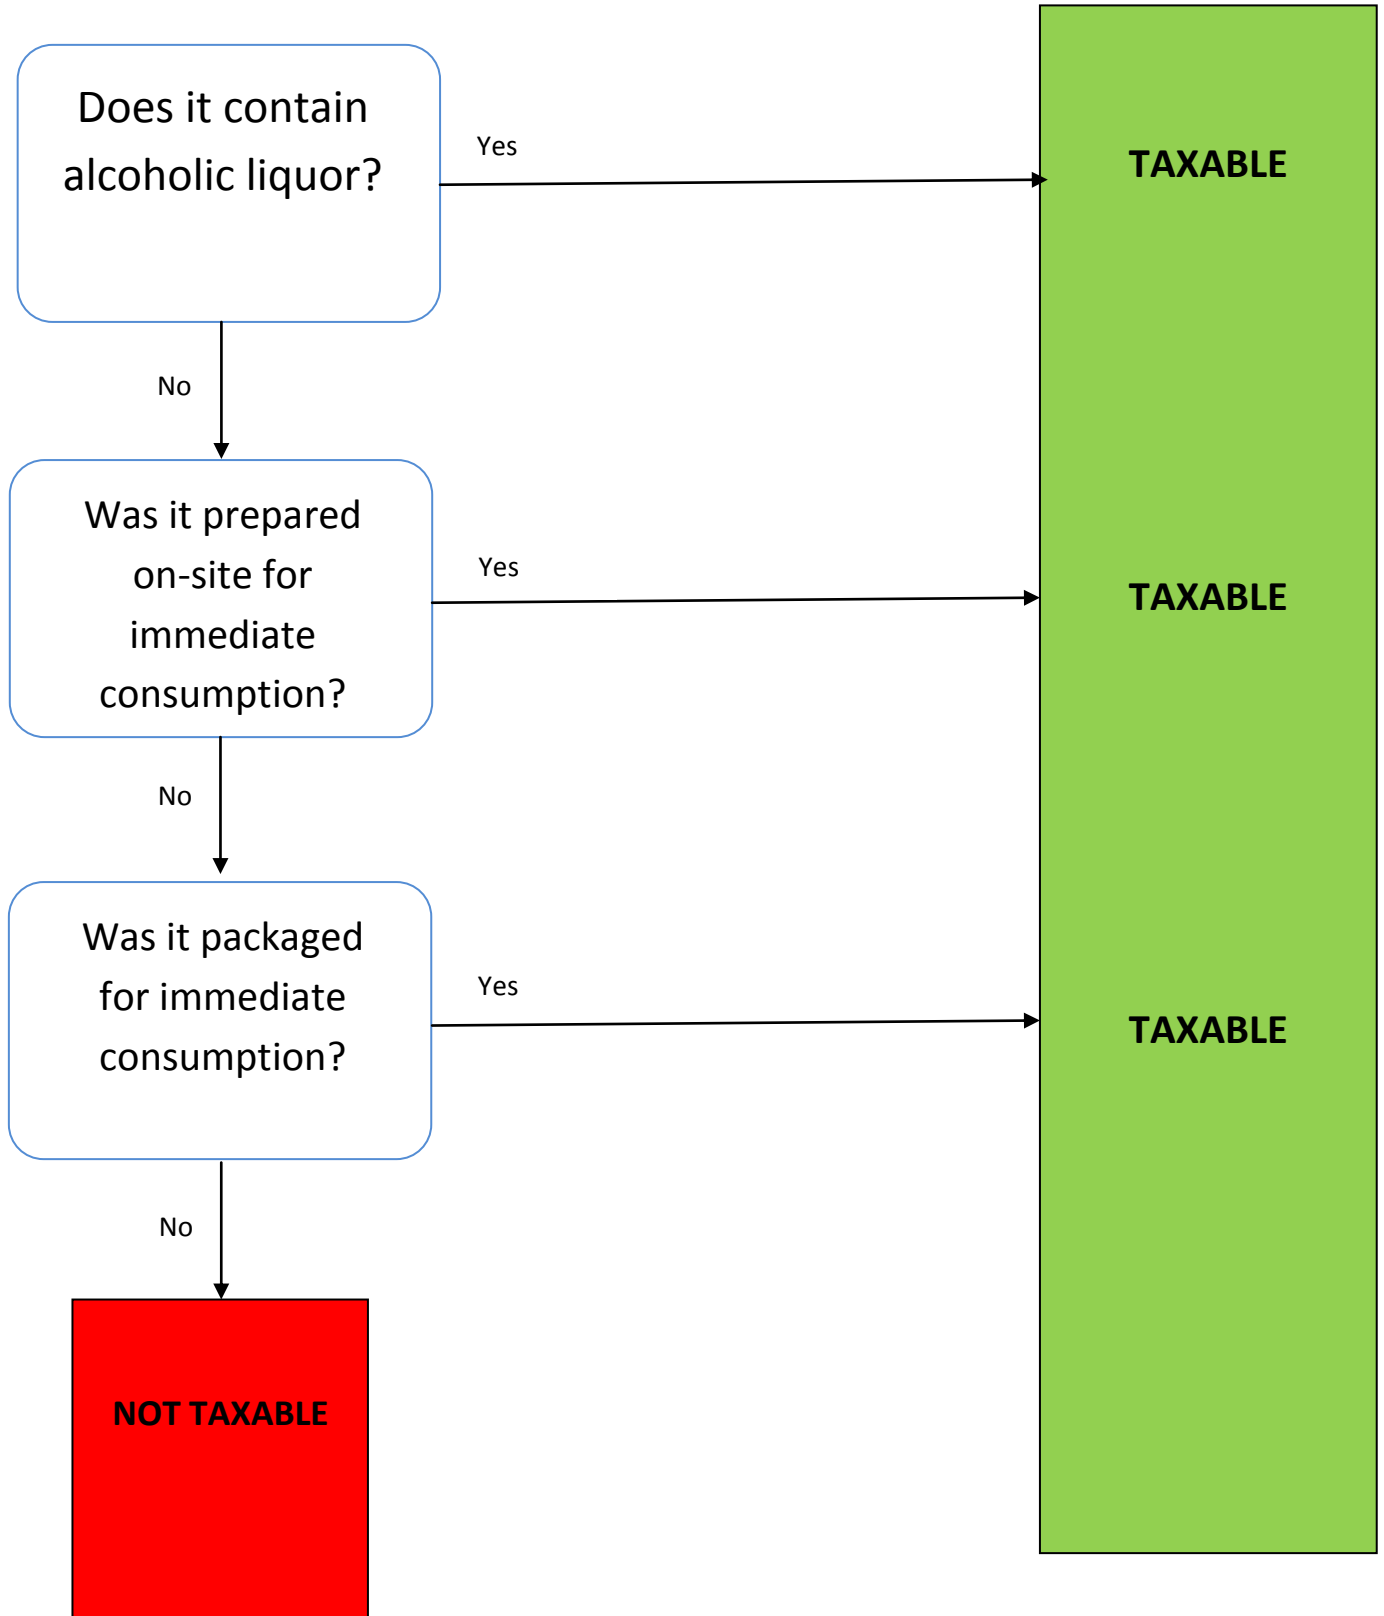 Does it contain
alcoholic liquor?
Yes
TAXABLE
No
Was it prepared
on-site for
immediate
consumption?
Yes
TAXABLE
No
Was it packaged
for immediate
consumption?
Yes
TAXABLE
No
NOT TAXABLE